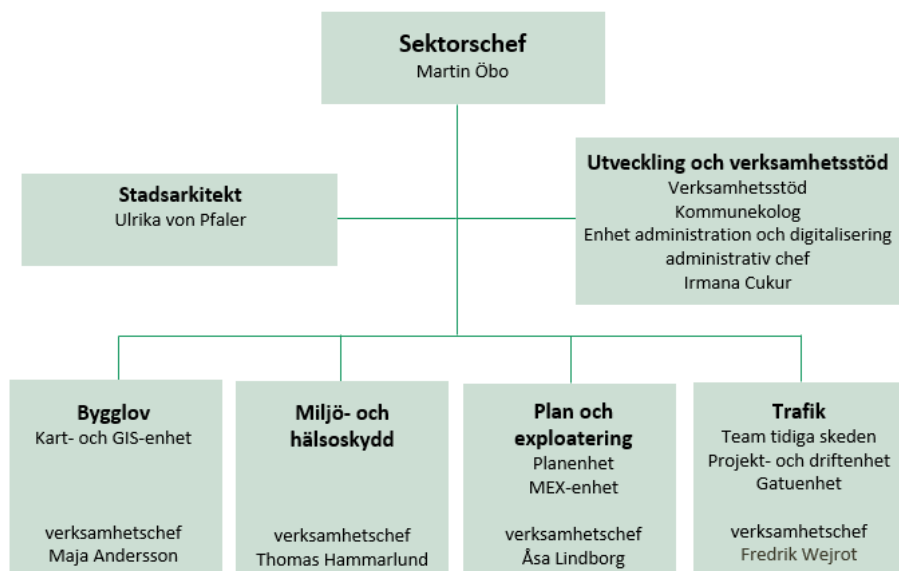 Sektorschef
Martin Öbo
Stadsarkitekt
Ulrika von Pfaler
Utveckling och verksamhetsstöd
Verksamhetsstöd
Kommunekolog
Enhet administration och digitalisering
administrativ chef
Irmana Cukur
Bygglov
Kart- och GIS-enhet
verksamhetschef
Maja Andersson
Miljö- och
hälsoskydd
verksamhetschef
Thomas Hammarlund
Plan och
exploatering
Planenhet
MEX-enhet
verksamhetschef
Åsa Lindborg
Trafik
Team tidiga skeden
Projekt- och driftenhet
Gatuenhet
verksamhetschef
Fredrik Wejrot